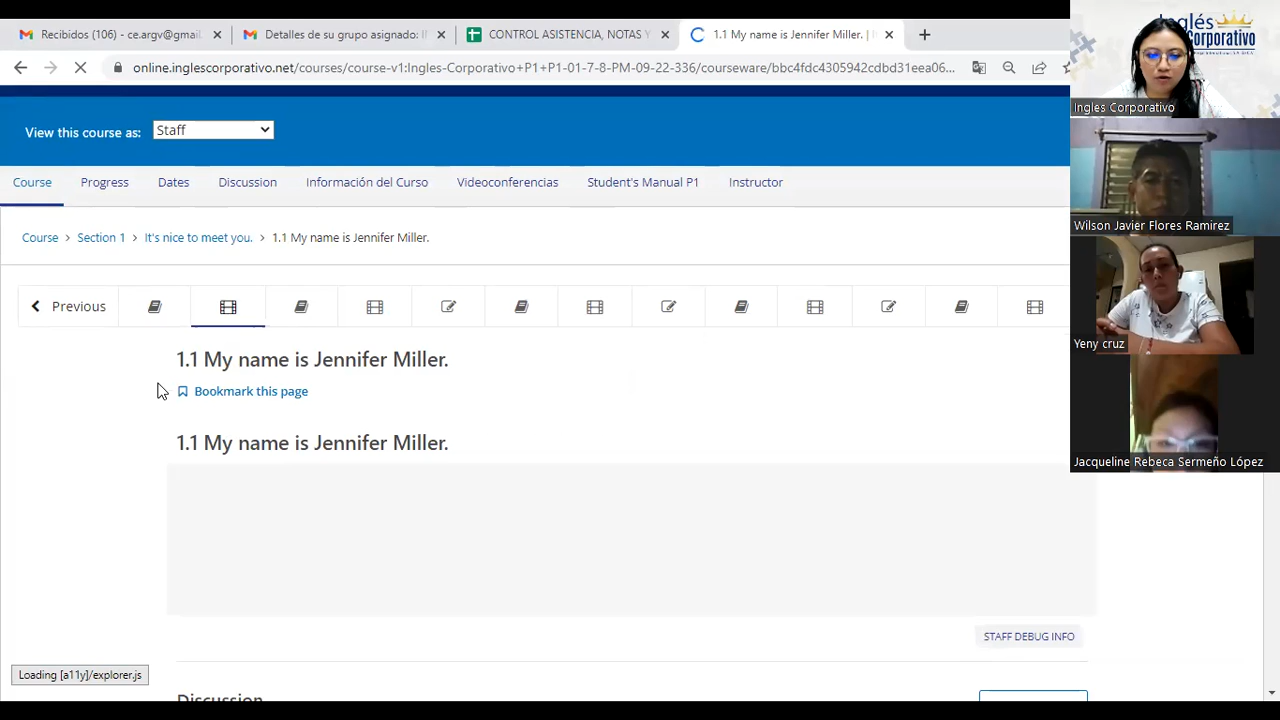 Recibidos (106) - ce.argv@gmai
Detalles de su grupo asignado: I
CONTROL ASISTENCIA, NOTAS Y
1.1 My name is Jennifer Miller. |
online.inglescorporativo.net/courses/course-v1:Ingles-Corporativo+P1+P1-01-7-8-PM-09-22-336/courseware/bbc4fdc4305942cdbd31eea06...
View this course as:
Staff
Course
Progress
Dates
Discussion
Información del Curso
Videoconferencias
Student's Manual P1
Instructor
Course > Section 1 > It's nice to meet you. > 1.1 My name is Jennifer Miller.
Previous
1.1 My name is Jennifer Miller.
Bookmark this page
1.1 My name is Jennifer Miller.
STAFF DEBUG INFO
Loading [a11y]/explorer.js
Discussion
Inglés
Corporativo
Ingles Corporativo
Wilson Javier Flores Ramirez
Yeny cruz
Jacqueline Rebeca Sermeño López